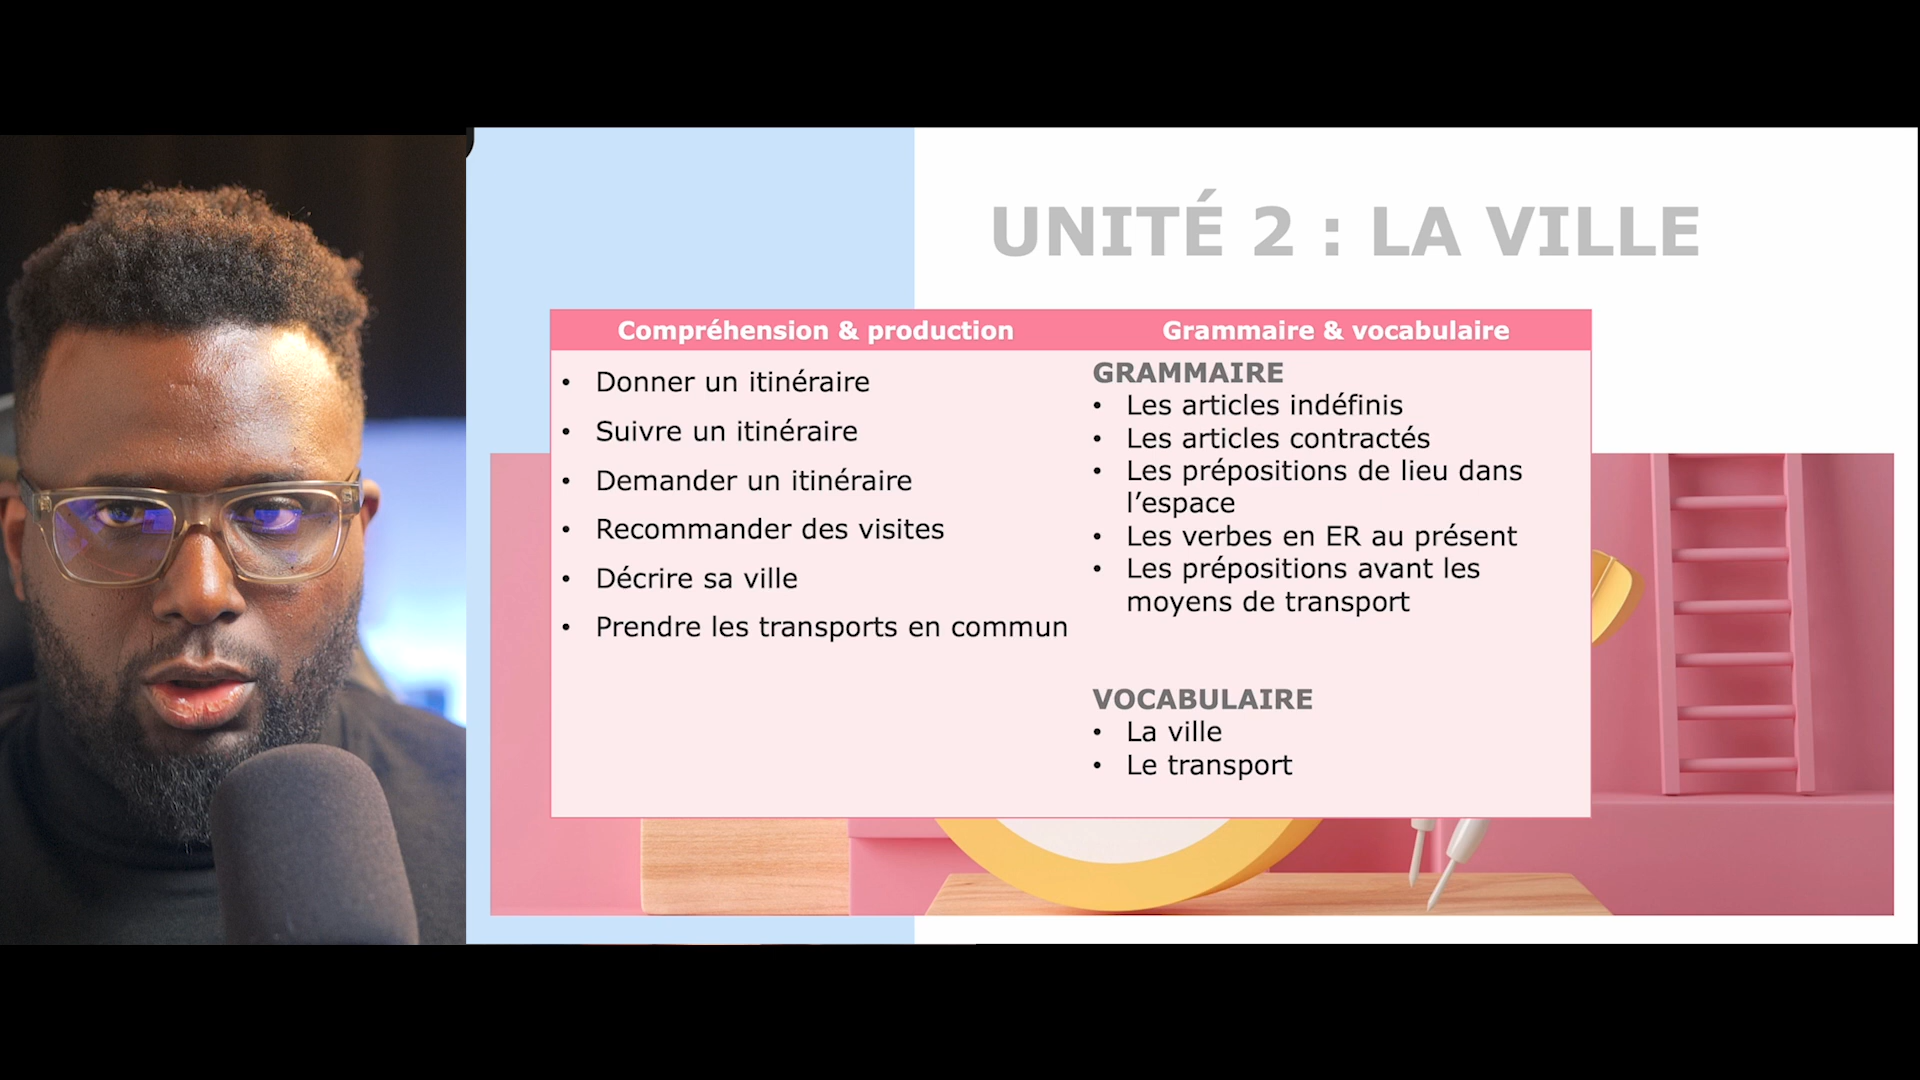 UNITÉ 2 : LA VILLE
Compréhension & production
• Donner un itinéraire
• Suivre un itinéraire
• Demander un itinéraire
• Recommander des visites
• Décrire sa ville
• Prendre les transports en commun
Grammaire & vocabulaire
GRAMMAIRE
• Les articles indéfinis
• Les articles contractés
• Les prépositions de lieu dans
l’espace
• Les verbes en ER au présent
• Les prépositions avant les
moyens de transport
VOCABULAIRE
• La ville
• Le transport